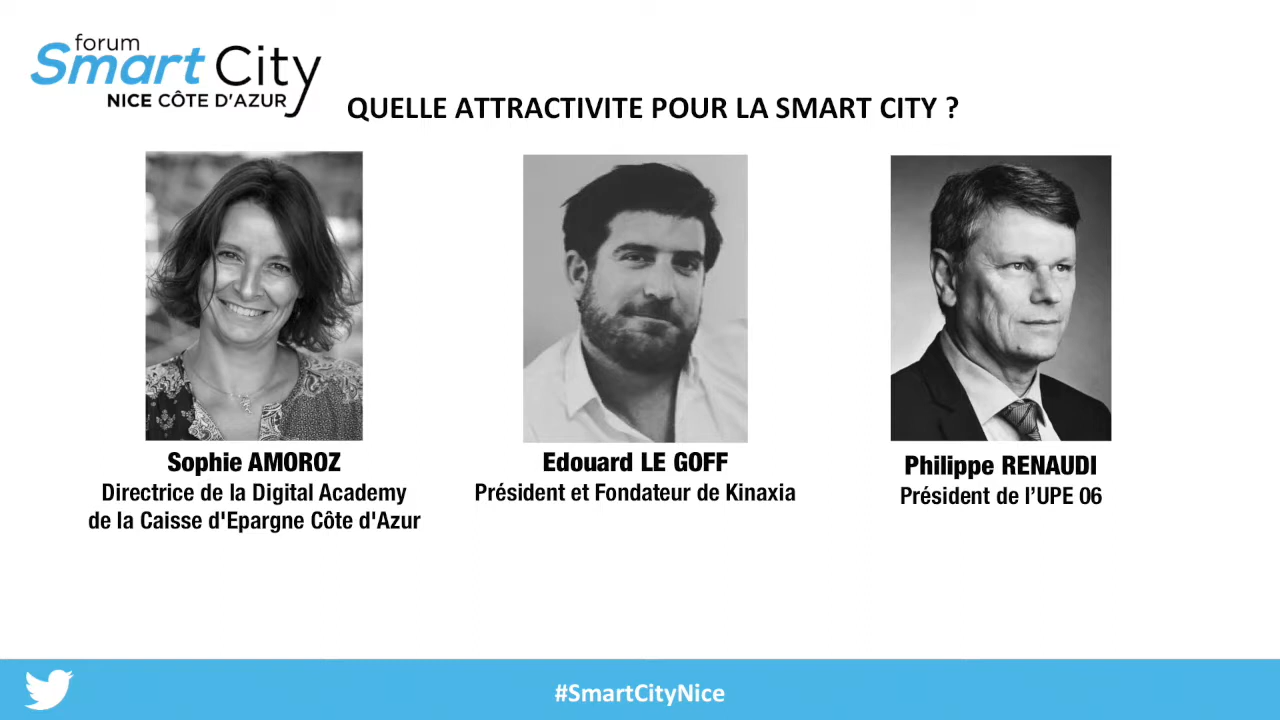 forum
Smart City
NICE CÔTE D'AZUR
QUELLE ATTRACTIVITE POUR LA SMART CITY ?
Sophie AMOROZ
Directrice de la Digital Academy
de la Caisse d'Epargne Côte d'Azur
Edouard LE GOFF
Président et Fondateur de Kinaxia
Philippe RENAUDI
Président de l’UPE 06
#SmartCityNice